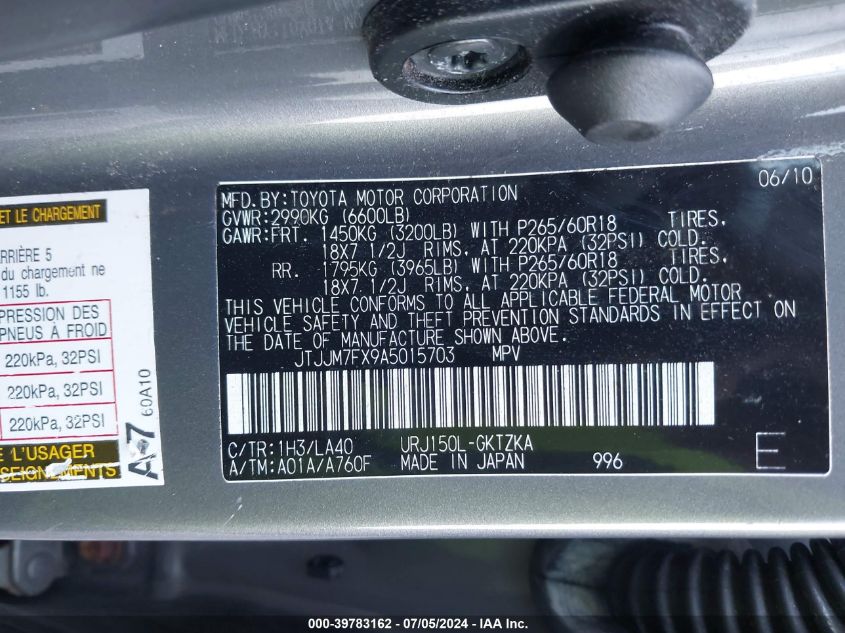 ET LE CHARGEMENT
ERRIÈRE 5
du chargement ne
1155 lb.
PRESSION DES
PNEUS À FROID
220kPa, 32PSI
220kPa, 32PSI
220kPa, 32PSI
L'USAGER
A-7
60A10
06/10
MFD.BY:TOYOTA MOTOR CORPORATION
GVWR:2990KG (6600LB)
GAWR:FRT. 1450KG (3200LB) WITH P265/60R18 TIRES.
18X7 1/2J RIMS. AT 220KPA (32PSI) COLD.
RR. 1795KG (3965LB) WITH P265/60R18 TIRES.
18X7 1/2J RIMS. AT 220KPA (32PSI) COLD.
THIS VEHICLE CONFORMS TO ALL APPLICABLE FEDERAL MOTOR
VEHICLE SAFETY AND THEFT PREVENTION STANDARDS IN EFFECT ON
THE DATE OF MANUFACTURE SHOWN ABOVE.
JTJJM7FX9A5015703 MPV
C/TR:1H3/LA40 URJ150L-GKTZKA
A/TM:A01A/A760F MADE IN JAPAN 996 E
000-39783162 - 07/05/2024 - IAA Inc.